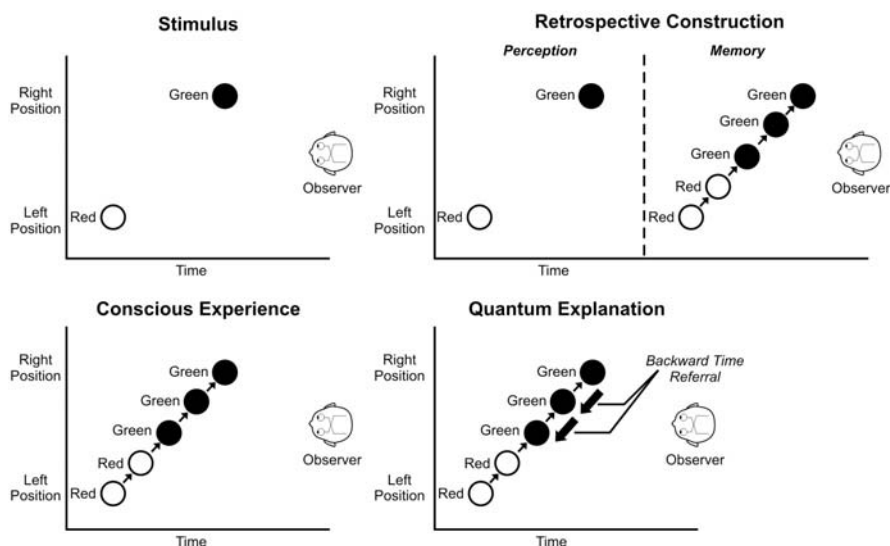 Stimulus
Right
Position
Green
Left
Position
Red
Observer
Time
Retrospective Construction
Perception
Memory
Right
Position
Green
Left
Position
Red
Green
Green
Green
Red
Red
Observer
Time
Conscious Experience
Right
Position
Green
Green
Green
Red
Left
Position
Red
Observer
Time
Quantum Explanation
Right
Position
Green
Green
Green
Red
Left
Position
Red
Backward Time
Referral
Observer
Time